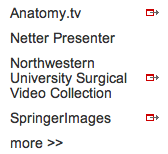 Anatomy.tv
Netter Presenter
Northwestern
University Surgical
Video Collection
SpringerImages
more >>